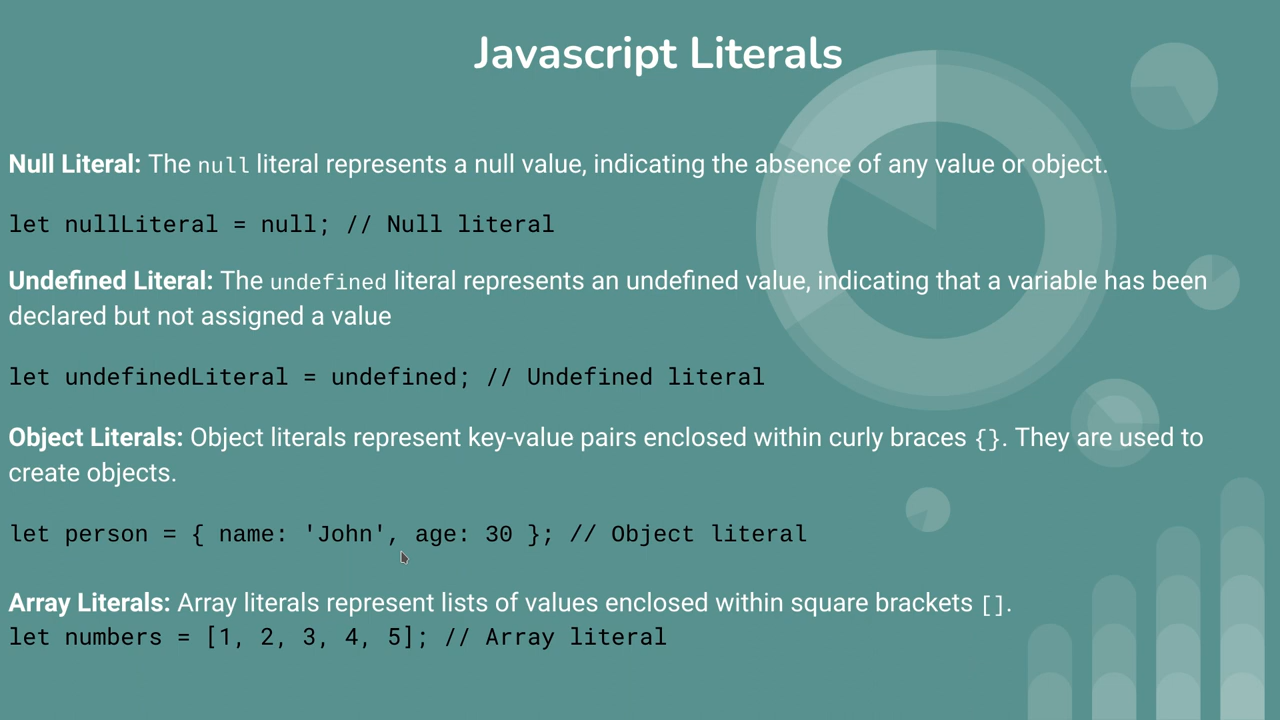 Javascript Literals
Null Literal: The null literal represents a null value, indicating the absence of any value or object.
let nullLiteral = null; // Null literal
Undefined Literal: The undefined literal represents an undefined value, indicating that a variable has been
declared but not assigned a value
let undefinedLiteral = undefined; // Undefined literal
Object Literals: Object literals represent key-value pairs enclosed within curly braces {}. They are used to
create objects.
let person = { name: 'John', age: 30 }; // Object literal
Array Literals: Array literals represent lists of values enclosed within square brackets [].
let numbers = [1, 2, 3, 4, 5]; // Array literal